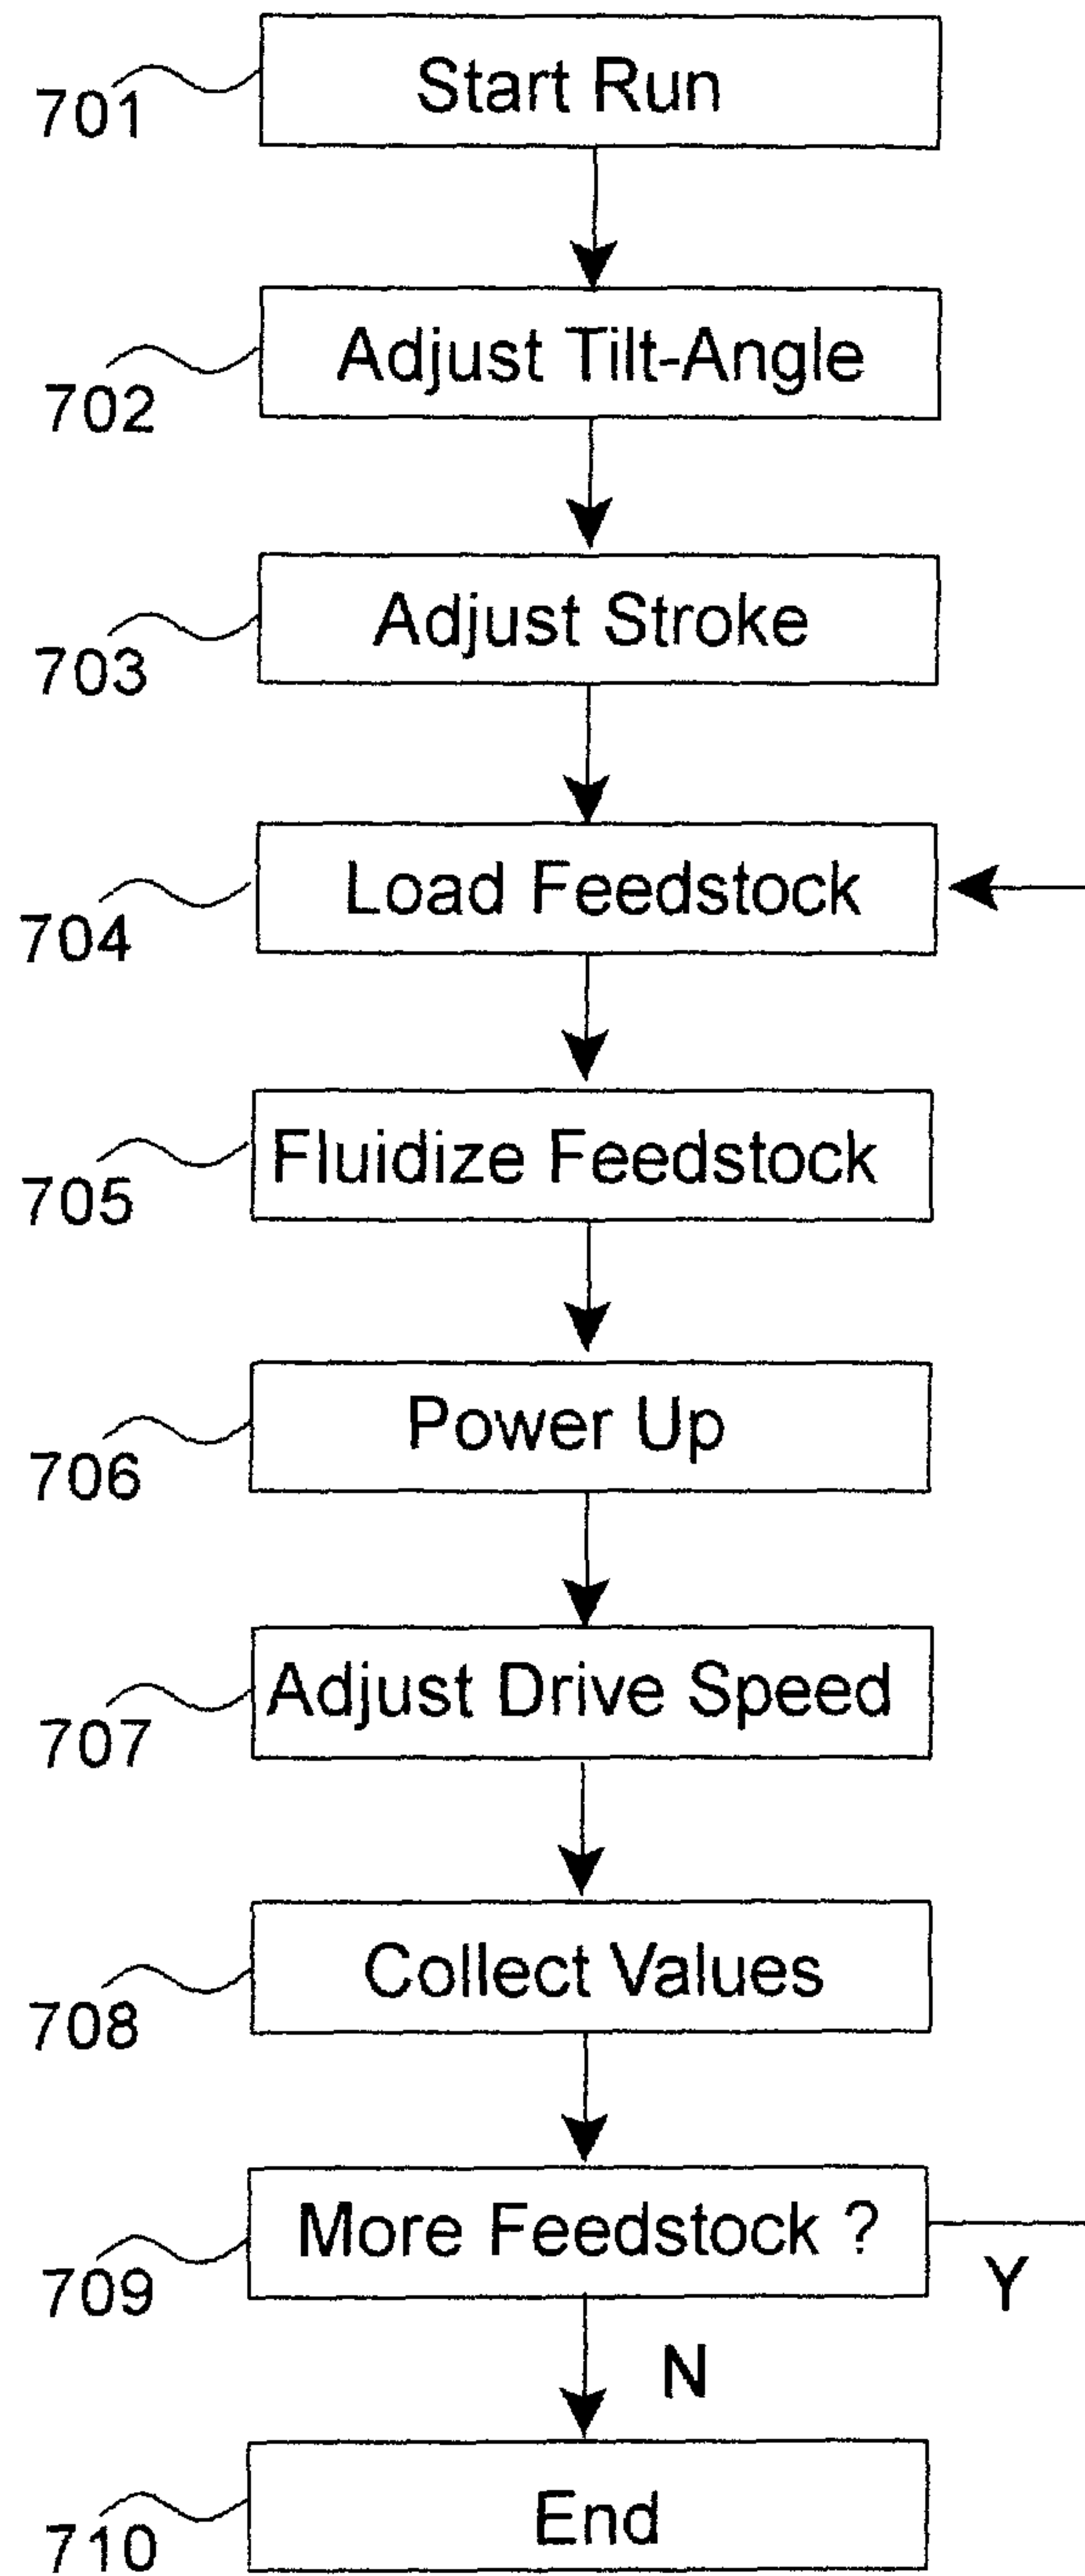 Start Run
701
Adjust Tilt-Angle
702
Adjust Stroke
703
Load Feedstock
704
Fluidize Feedstock
705
Power Up
706
Adjust Drive Speed
707
Collect Values
708
More Feedstock ?
709
Y
N
End
710